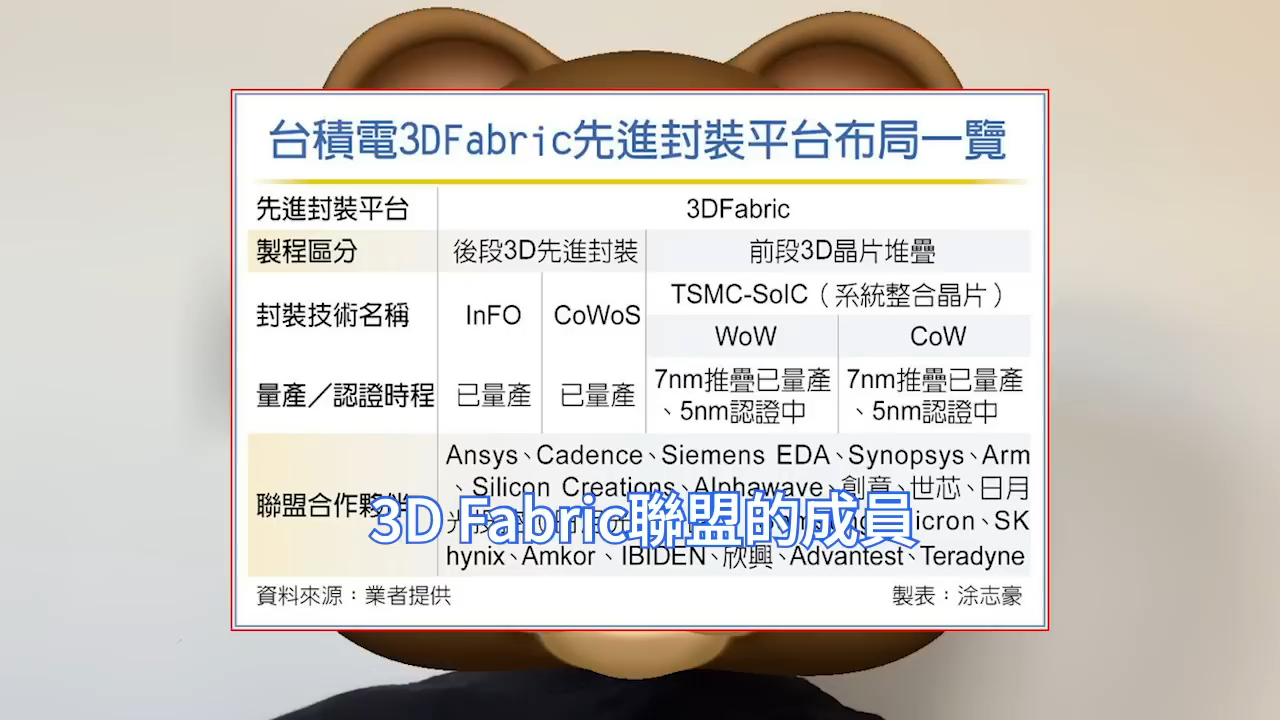 台積電3DFabric先進封裝平台布局一覽
先進封裝平台 3DFabric
製程區分 後段3D先進封裝 前段3D晶片堆疊
封裝技術名稱 InFO CoWoS TSMC-SoIC（系統整合晶片）
WoW CoW
量產／認證時程 已量產 已量產 7nm推疊已量產 7nm推疊已量產
、5nm認證中 、5nm認證中
聯盟合作夥伴 Ansys、Cadence、Siemens EDA、Synopsys、Arm
、Silicon Creations、Alphawave、創意、世芯、日月
icron、SK
hynix、Amkor、IBIDEN、欣興、Advantest、Teradyne
3D Fabric聯盟的成員
資料來源：業者提供 製表：涂志豪